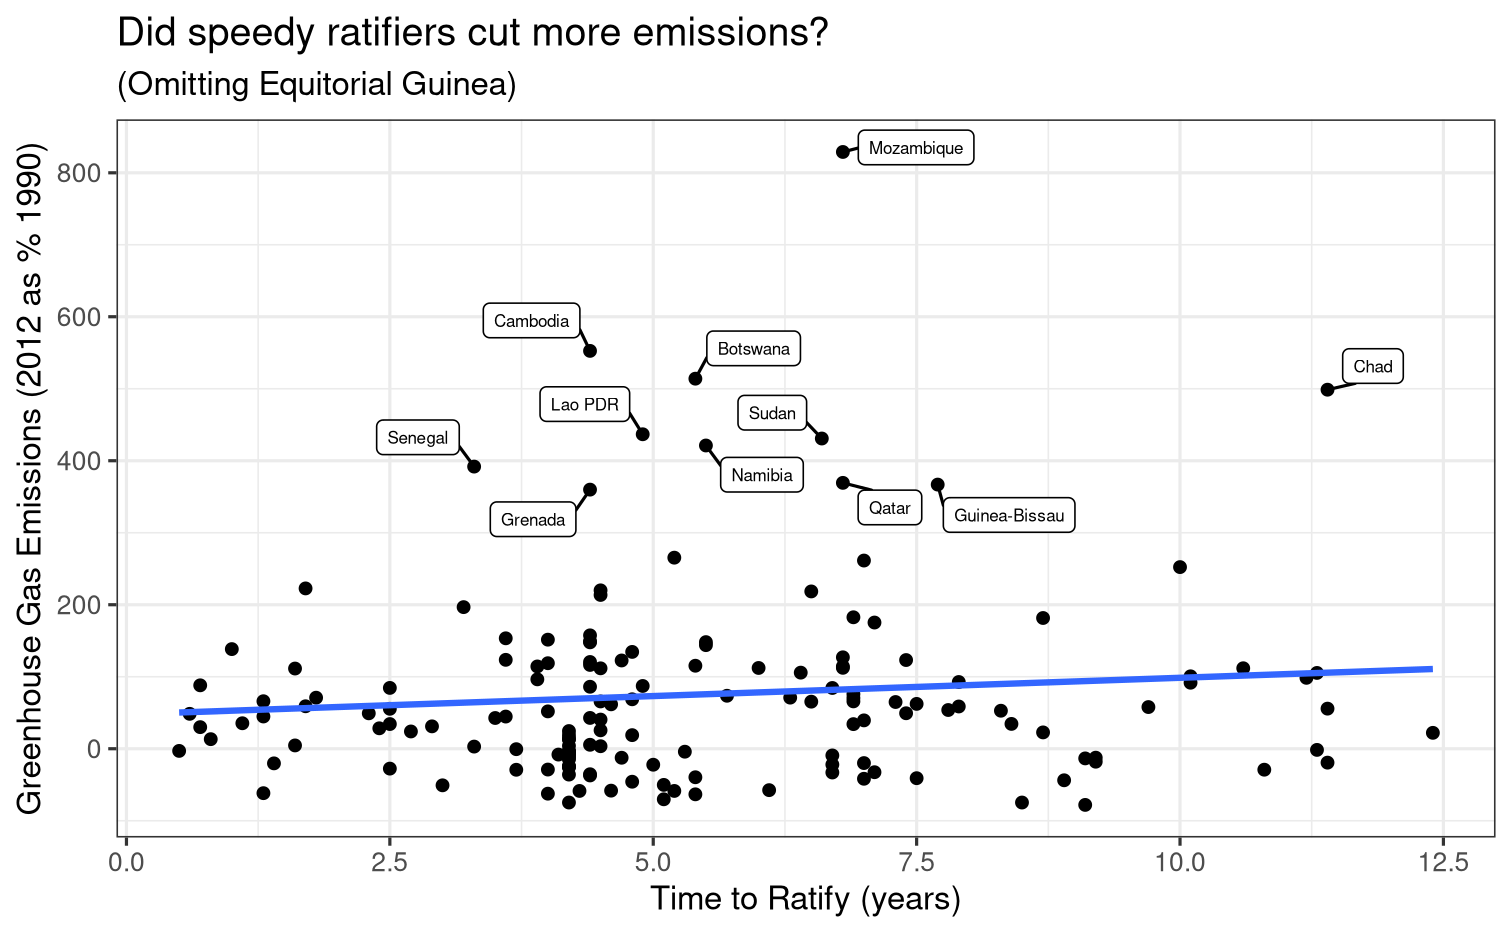 Did speedy ratifiers cut more emissions?
(Omitting Equitorial Guinea)
Greenhouse Gas Emissions (2012 as % 1990)
800
600
400
200
0
Mozambique
Cambodia
Botswana
Chad
Lao PDR
Sudan
Senegal
Namibia
Qatar
Grenada
Guinea-Bissau
0.0 2.5 5.0 7.5 10.0 12.5
Time to Ratify (years)